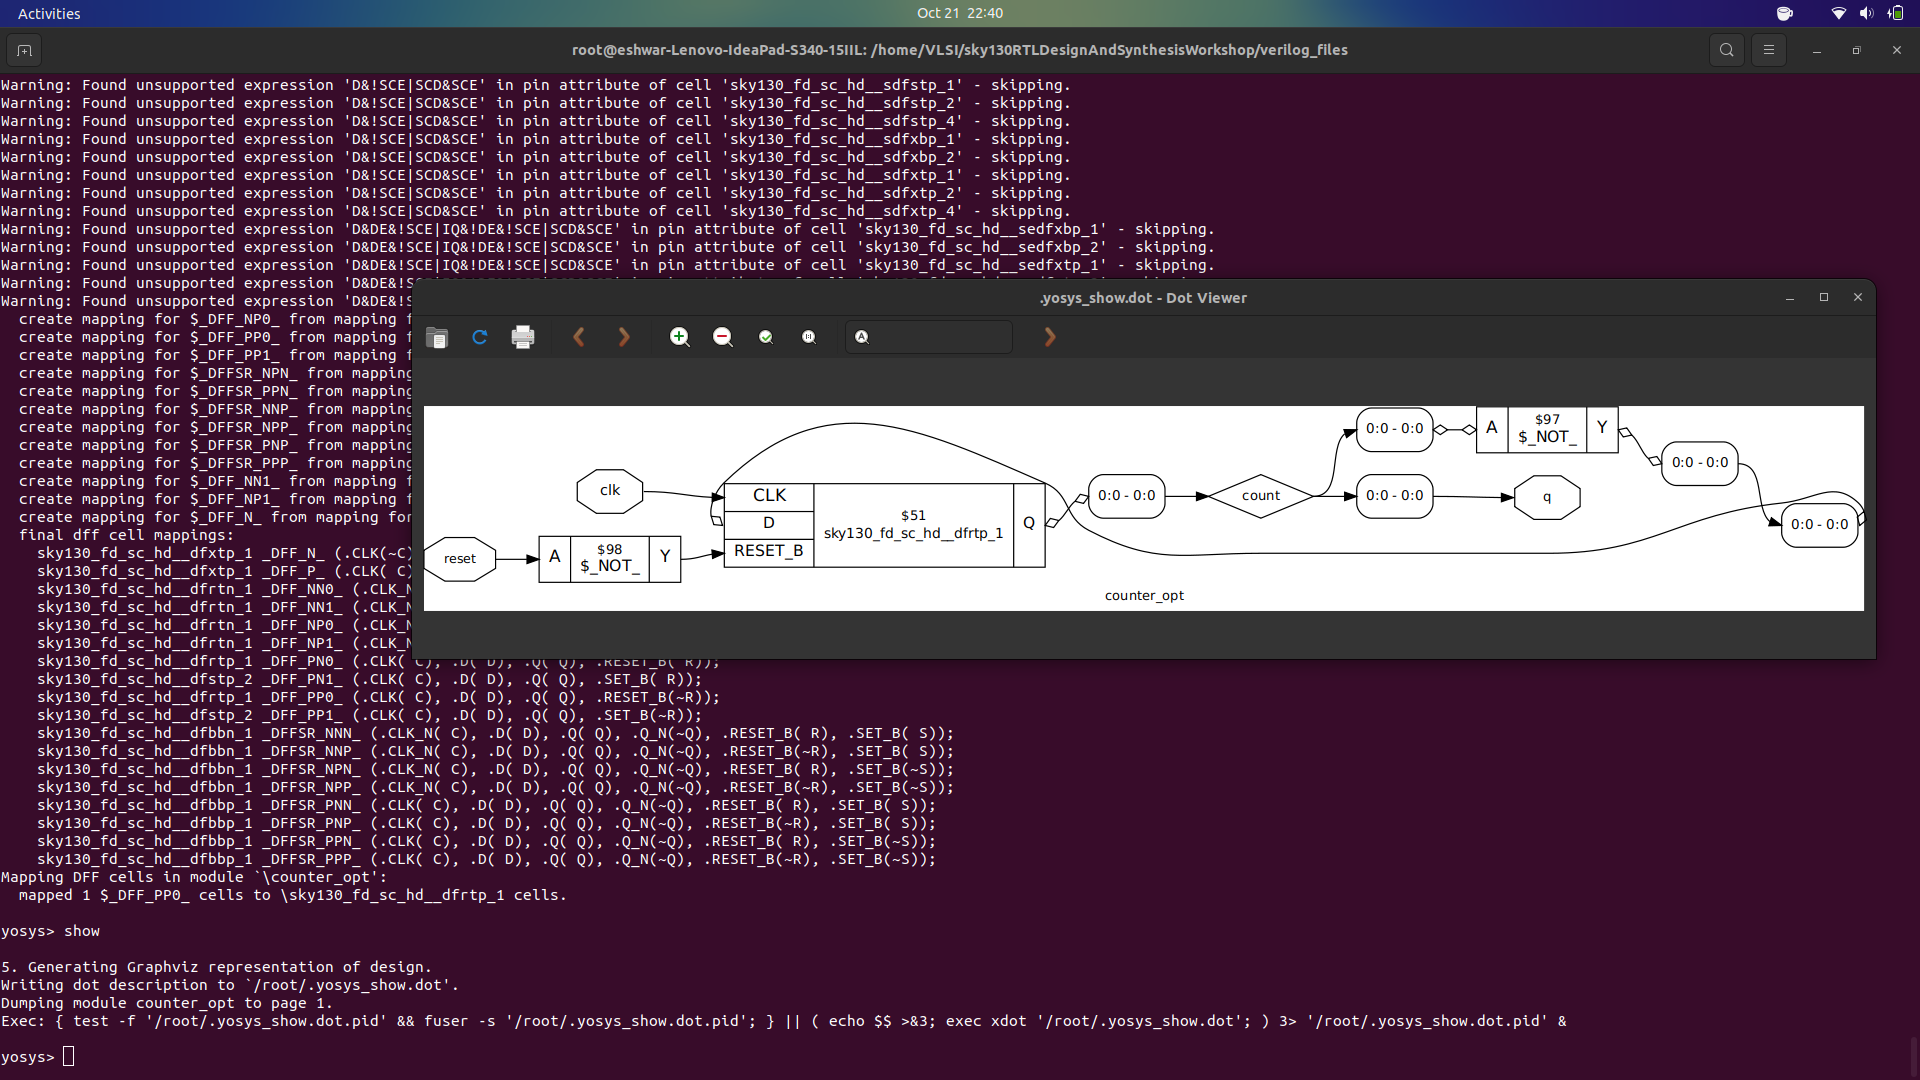 Activities
Oct 21 22:40
root@eshwar-Lenovo-IdeaPad-S340-15IIL: /home/VLSI/sky130RTLDesignAndSynthesisWorkshop/verilog_files
Warning: Found unsupported expression 'D&!SCE|SCD&SCE' in pin attribute of cell 'sky130_fd_sc_hd__sdfstp_1' - skipping.
Warning: Found unsupported expression 'D&!SCE|SCD&SCE' in pin attribute of cell 'sky130_fd_sc_hd__sdfstp_2' - skipping.
Warning: Found unsupported expression 'D&!SCE|SCD&SCE' in pin attribute of cell 'sky130_fd_sc_hd__sdfstp_4' - skipping.
Warning: Found unsupported expression 'D&!SCE|SCD&SCE' in pin attribute of cell 'sky130_fd_sc_hd__sdfxbp_1' - skipping.
Warning: Found unsupported expression 'D&!SCE|SCD&SCE' in pin attribute of cell 'sky130_fd_sc_hd__sdfxbp_2' - skipping.
Warning: Found unsupported expression 'D&!SCE|SCD&SCE' in pin attribute of cell 'sky130_fd_sc_hd__sdfxtp_1' - skipping.
Warning: Found unsupported expression 'D&!SCE|SCD&SCE' in pin attribute of cell 'sky130_fd_sc_hd__sdfxtp_2' - skipping.
Warning: Found unsupported expression 'D&!SCE|SCD&SCE' in pin attribute of cell 'sky130_fd_sc_hd__sdfxtp_4' - skipping.
Warning: Found unsupported expression 'D&DE&!SCE|IQ&!DE&!SCE|SCD&SCE' in pin attribute of cell 'sky130_fd_sc_hd__sedfxbp_1' - skipping.
Warning: Found unsupported expression 'D&DE&!SCE|IQ&!DE&!SCE|SCD&SCE' in pin attribute of cell 'sky130_fd_sc_hd__sedfxbp_2' - skipping.
Warning: Found unsupported expression 'D&DE&!SCE|IQ&!DE&!SCE|SCD&SCE' in pin attribute of cell 'sky130_fd_sc_hd__sedfxtp_1' - skipping.
Warning: Found unsupported expression 'D&DE&!S
Warning: Found unsupported expression 'D&DE&!S
create mapping for $_DFF_NP0_ from mapping f
create mapping for $_DFF_PP0_ from mapping f
create mapping for $_DFF_PP1_ from mapping f
create mapping for $_DFFSR_NPN_ from mapping
create mapping for $_DFFSR_PPN_ from mapping
create mapping for $_DFFSR_NNP_ from mapping
create mapping for $_DFFSR_NPP_ from mapping
create mapping for $_DFFSR_PNP_ from mapping
create mapping for $_DFFSR_PPP_ from mapping
create mapping for $_DFF_NN1_ from mapping f
create mapping for $_DFF_NP1_ from mapping f
create mapping for $_DFF_N_ from mapping for
final dff cell mappings:
sky130_fd_sc_hd__dfxtp_1 _DFF_N_ (.CLK(~C)
sky130_fd_sc_hd__dfxtp_1 _DFF_P_ (.CLK( C)
sky130_fd_sc_hd__dfrtn_1 _DFF_NN0_ (.CLK_N
sky130_fd_sc_hd__dfrtn_1 _DFF_NN1_ (.CLK_N
sky130_fd_sc_hd__dfrtn_1 _DFF_NP0_ (.CLK_N
sky130_fd_sc_hd__dfrtn_1 _DFF_NP1_ (.CLK_N
sky130_fd_sc_hd__dfrtp_1 _DFF_PN0_ (.CLK( C), .D( D), .Q( Q), .RESET_B( R));
sky130_fd_sc_hd__dfstp_2 _DFF_PN1_ (.CLK( C), .D( D), .Q( Q), .SET_B( R));
sky130_fd_sc_hd__dfrtp_1 _DFF_PP0_ (.CLK( C), .D( D), .Q( Q), .RESET_B(~R));
sky130_fd_sc_hd__dfstp_2 _DFF_PP1_ (.CLK( C), .D( D), .Q( Q), .SET_B(~R));
sky130_fd_sc_hd__dfbbn_1 _DFFSR_NNN_ (.CLK_N( C), .D( D), .Q( Q), .Q_N(~Q), .RESET_B( R), .SET_B( S));
sky130_fd_sc_hd__dfbbn_1 _DFFSR_NNP_ (.CLK_N( C), .D( D), .Q( Q), .Q_N(~Q), .RESET_B(~R), .SET_B( S));
sky130_fd_sc_hd__dfbbn_1 _DFFSR_NPN_ (.CLK_N( C), .D( D), .Q( Q), .Q_N(~Q), .RESET_B( R), .SET_B(~S));
sky130_fd_sc_hd__dfbbn_1 _DFFSR_NPP_ (.CLK_N( C), .D( D), .Q( Q), .Q_N(~Q), .RESET_B(~R), .SET_B(~S));
sky130_fd_sc_hd__dfbbp_1 _DFFSR_PNN_ (.CLK( C), .D( D), .Q( Q), .Q_N(~Q), .RESET_B( R), .SET_B( S));
sky130_fd_sc_hd__dfbbp_1 _DFFSR_PNP_ (.CLK( C), .D( D), .Q( Q), .Q_N(~Q), .RESET_B(~R), .SET_B( S));
sky130_fd_sc_hd__dfbbp_1 _DFFSR_PPN_ (.CLK( C), .D( D), .Q( Q), .Q_N(~Q), .RESET_B( R), .SET_B(~S));
sky130_fd_sc_hd__dfbbp_1 _DFFSR_PPP_ (.CLK( C), .D( D), .Q( Q), .Q_N(~Q), .RESET_B(~R), .SET_B(~S));
Mapping DFF cells in module `\counter_opt':
mapped 1 $_DFF_PP0_ cells to \sky130_fd_sc_hd__dfrtp_1 cells.
yosys> show
5. Generating Graphviz representation of design.
Writing dot description to `/root/.yosys_show.dot'.
Dumping module counter_opt to page 1.
Exec: { test -f '/root/.yosys_show.dot.pid' && fuser -s '/root/.yosys_show.dot.pid'; } || ( echo $$ >&3; exec xdot '/root/.yosys_show.dot'; ) 3> '/root/.yosys_show.dot.pid' &
yosys>
.yosys_show.dot - Dot Viewer
clk
reset
A
$98
$_NOT_
Y
CLK
D
RESET_B
$51
sky130_fd_sc_hd__dfrtp_1
Q
0:0 - 0:0
count
0:0 - 0:0
0:0 - 0:0
A
$97
$_NOT_
Y
q
0:0 - 0:0
0:0 - 0:0
counter_opt